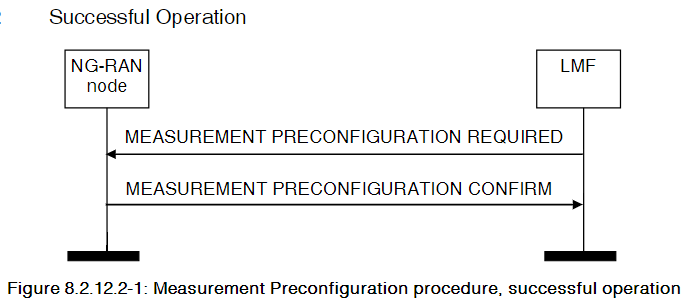 Successful Operation
NG-RAN
node
LMF
MEASUREMENT PRECONFIGURATION REQUIRED
MEASUREMENT PRECONFIGURATION CONFIRM
Figure 8.2.12.2-1: Measurement Preconfiguration procedure, successful operation